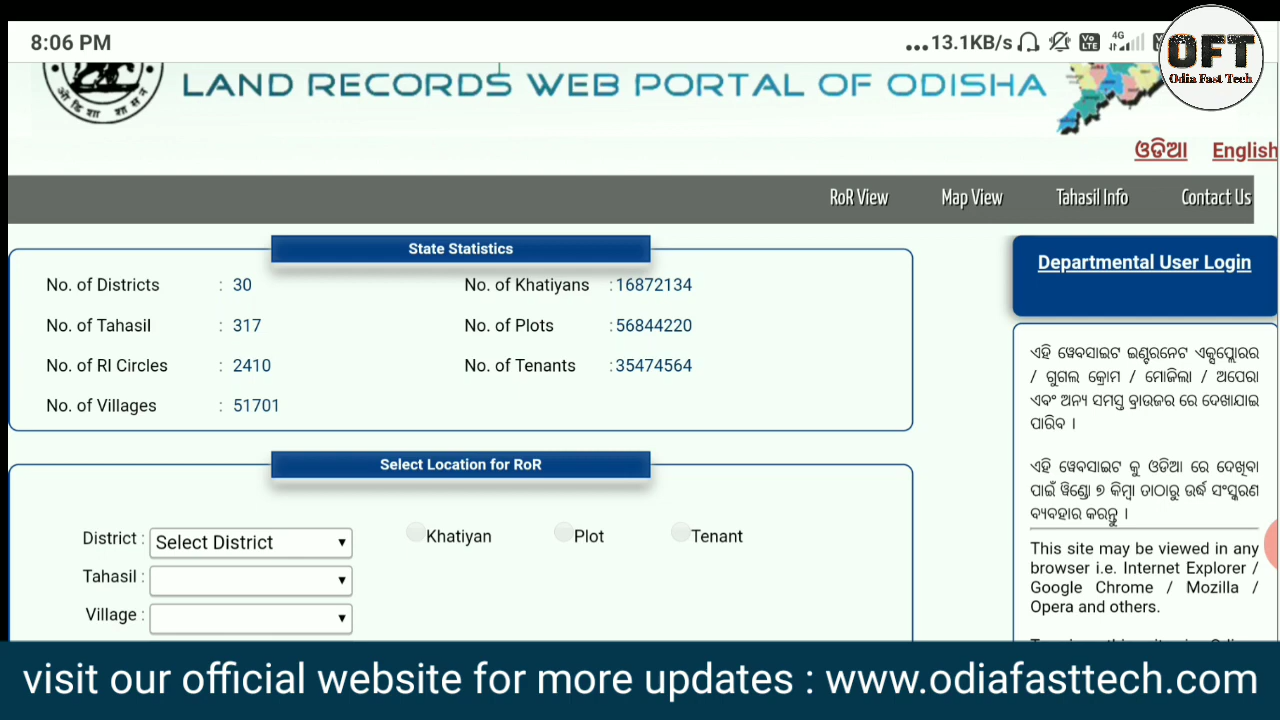 8:06 PM
...13.1KB/s
Vo
LTE
4G
OFT
Odia Fast Tech
LAND RECORDS WEB PORTAL OF ODISHA
ଓଡିଆ English
RoR View Map View Tahasil Info Contact Us
State Statistics
No. of Districts : 30 No. of Khatiyans :16872134
No. of Tahasil : 317 No. of Plots :56844220
No. of RI Circles : 2410 No. of Tenants :35474564
No. of Villages : 51701
Departmental User Login
ଏହି ୱେବସାଇଟ ଇଣ୍ଟରନେଟ ଏକ୍ସପ୍ଲୋରର
/ ଗୁଗଲ କ୍ରୋମ / ମୋଜିଲା / ଅପେରା
ଏବଂ ଅନ୍ୟ ସମସ୍ତ ବ୍ରାଉଜର ରେ ଦେଖାଯାଇ
ପାରିବ ।
ଏହି ୱେବସାଇଟ କୁ ଓଡିଆ ରେ ଦେଖିବା
ପାଇଁ ୱିଣ୍ଡୋ ୭ କିମ୍ବା ତାଠାରୁ ଉର୍ଦ୍ଧ ସଂସ୍କରଣ
ବ୍ୟବହାର କରନ୍ତୁ ।
This site may be viewed in any
browser i.e. Internet Explorer /
Google Chrome / Mozilla /
Opera and others.
Select Location for RoR
District : Select District Khatiyan Plot Tenant
Tahasil :
Village :
visit our official website for more updates : www.odiafasttech.com